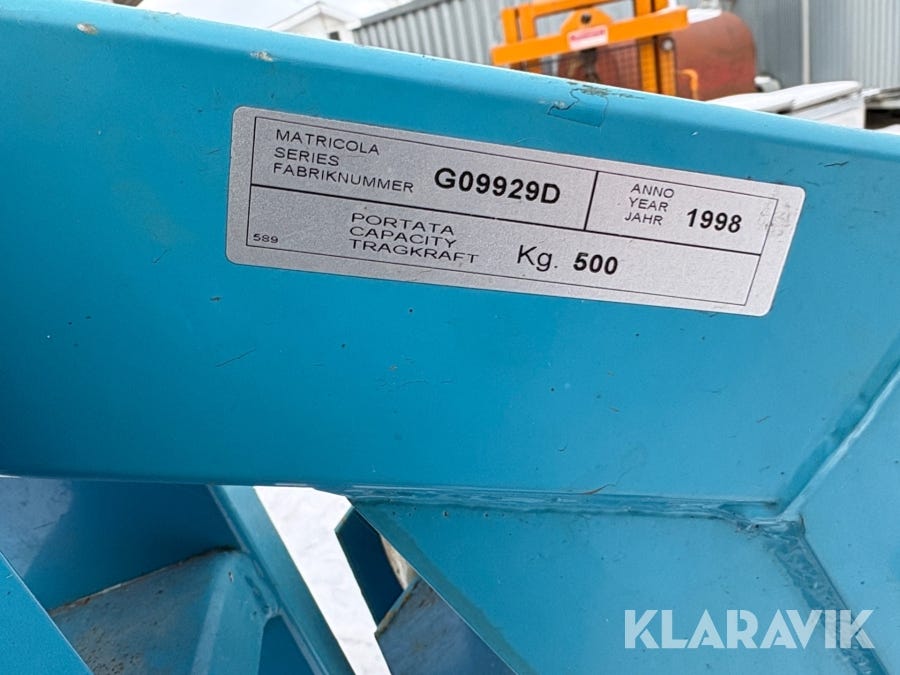 MATRICOLA
SERIES
FABRIKNUMMER G09929D
ANNO
YEAR
JAHR 1998
PORTATA
CAPACITY
TRAGKRAFT Kg. 500
589
KLARAVIK